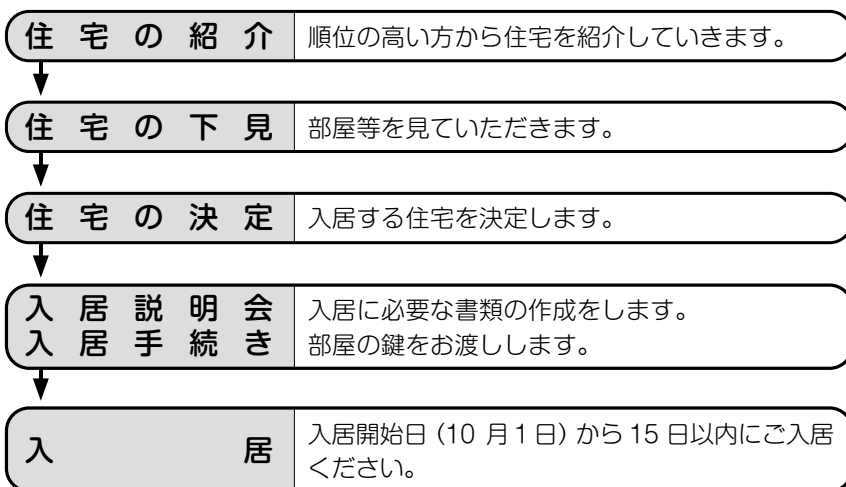 住宅の紹介 順位の高い方から住宅を紹介していきます。
住宅の下見 部屋等を見ていただきます。
住宅の決定 入居する住宅を決定します。
入居説明会 入居に必要な書類の作成をします。
入居手続き 部屋の鍵をお渡しします。
入居 入居開始日（10 月1日）から 15 日以内にご入居
ください。